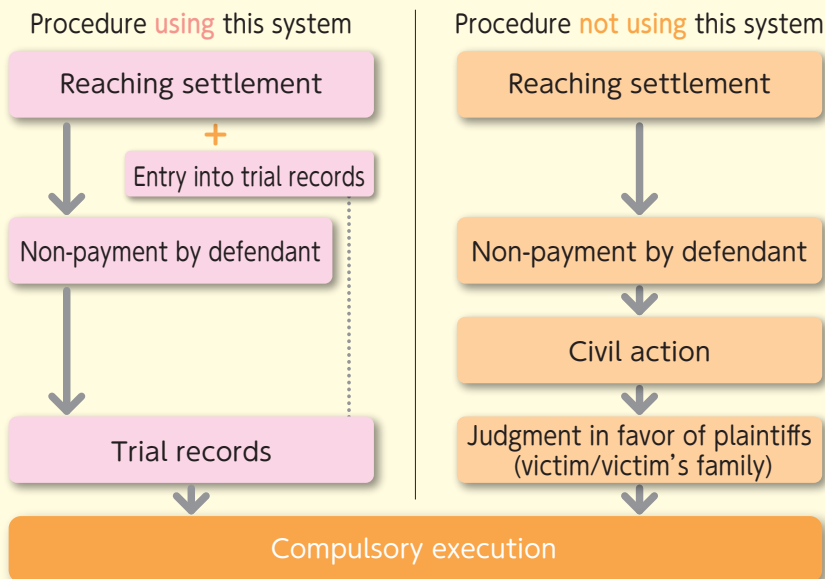 Procedure using this system
Reaching settlement
+
Entry into trial records
Non-payment by defendant
Trial records
Procedure not using this system
Reaching settlement
Non-payment by defendant
Civil action
Judgment in favor of plaintiffs
(victim/victim's family)
Compulsory execution